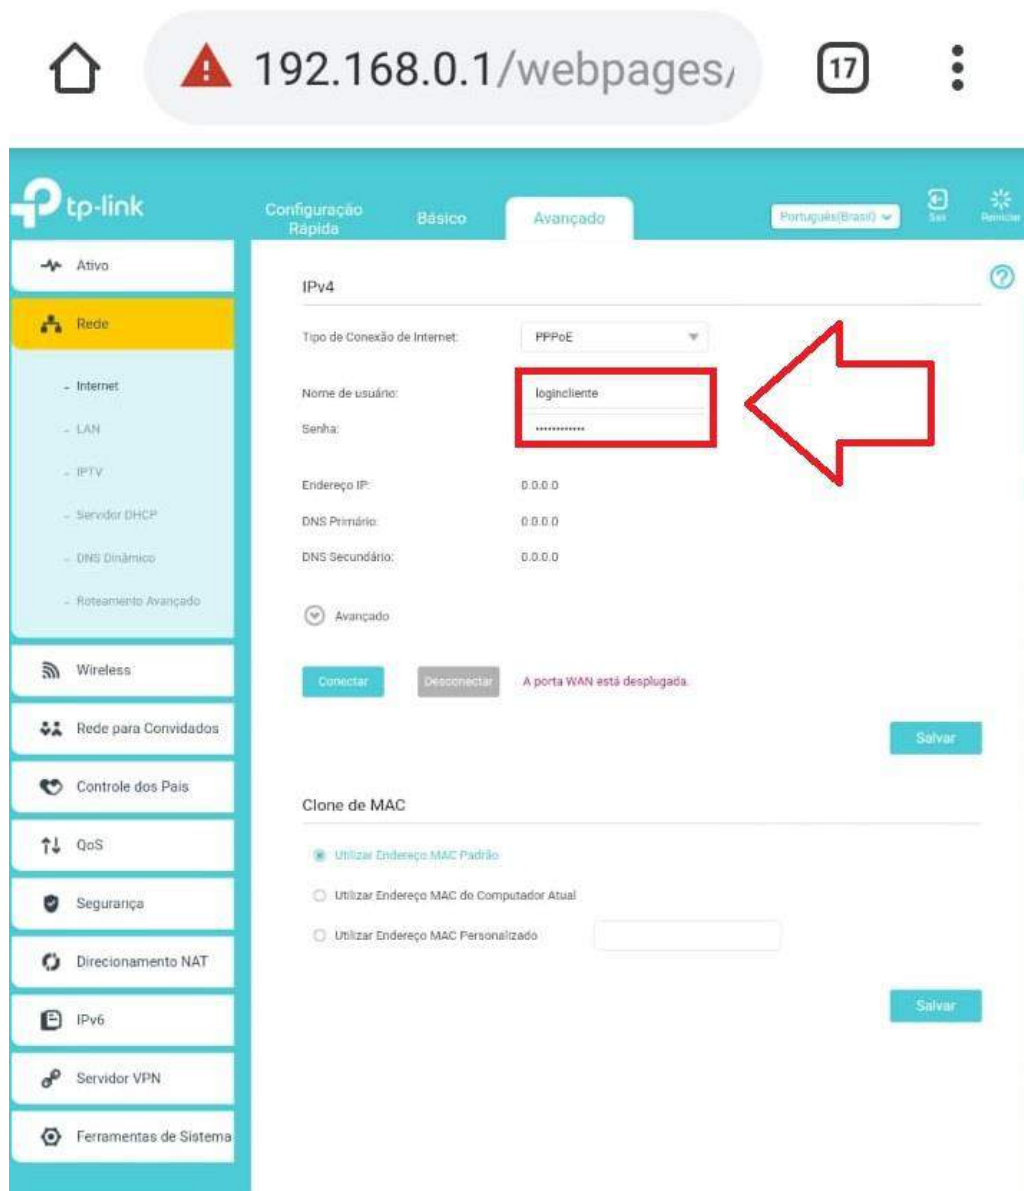 192.168.0.1/webpages/
17
tp-link
Configuração
Rápida
Básico
Avançado
Português(Brasil)
Sair
Reiniciar
Ativo
Rede
- Internet
- LAN
- IPTV
- Servidor DHCP
- DNS Dinâmico
- Roteamento Avançado
Wireless
Rede para Convidados
Controle dos Pais
QoS
Segurança
Direcionamento NAT
IPv6
Servidor VPN
Ferramentas de Sistema
IPv4
Tipo de Conexão de Internet: PPPoE
Nome de usuário: logincliente
Senha: ············
Endereço IP: 0.0.0.0
DNS Primário: 0.0.0.0
DNS Secundário: 0.0.0.0
Avançado
Conectar Desconectar A porta WAN está desplugada.
Salvar
Clone de MAC
Utilizar Endereço MAC Padrão
Utilizar Endereço MAC do Computador Atual
Utilizar Endereço MAC Personalizado
Salvar